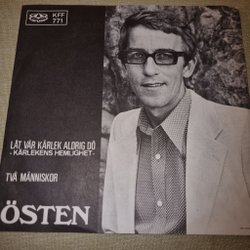 KFF
771
LÅT VÅR KÄRLEK ALDRIG DÖ
- KÄRLEKENS HEMLIGHET -
TVÅ MÄNNISKOR
ÖSTEN